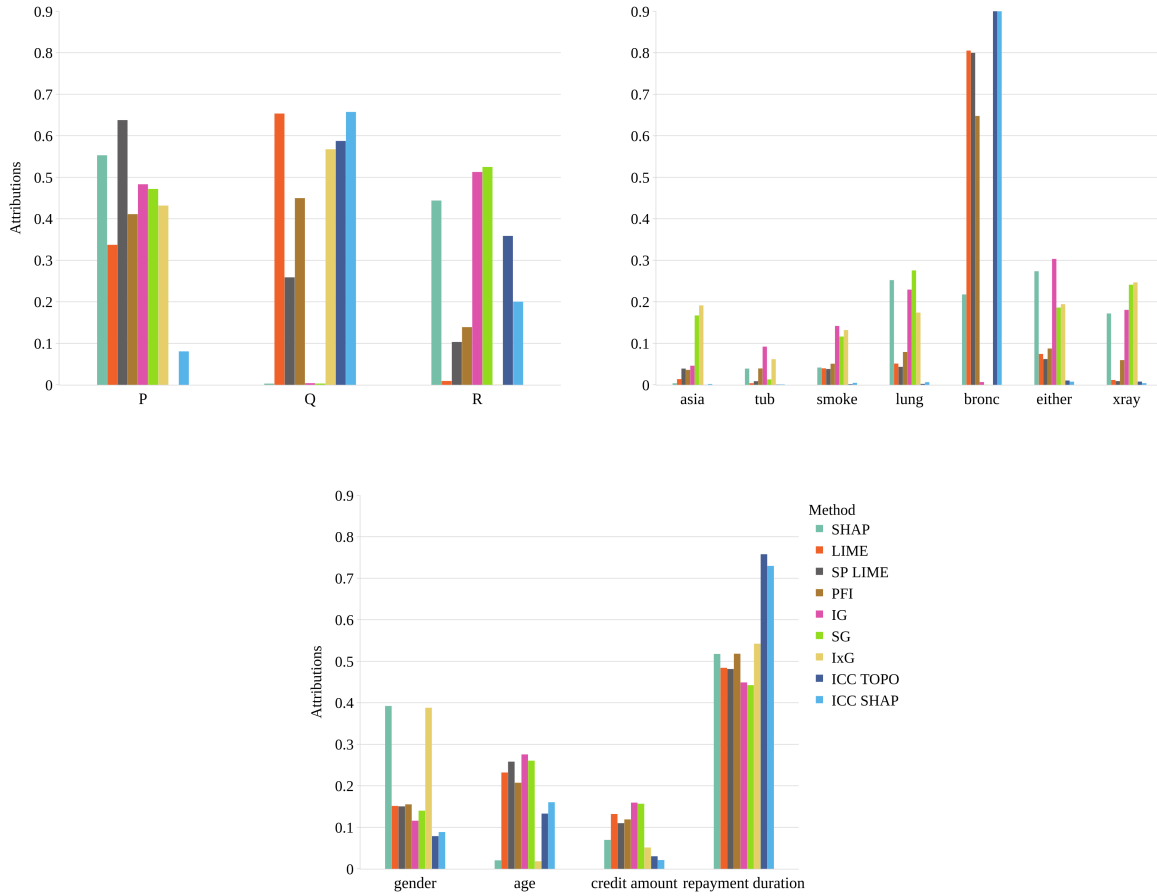 0.9
0.8
0.7
0.6
0.5
0.4
0.3
0.2
0.1
0
Attributions
P Q R
0.9
0.8
0.7
0.6
0.5
0.4
0.3
0.2
0.1
0
asia tub smoke lung bronc either xray
0.9
0.8
0.7
0.6
0.5
0.4
0.3
0.2
0.1
0
Attributions
gender age credit amount repayment duration
Method
SHAP
LIME
SP LIME
PFI
IG
SG
IxG
ICC TOPO
ICC SHAP